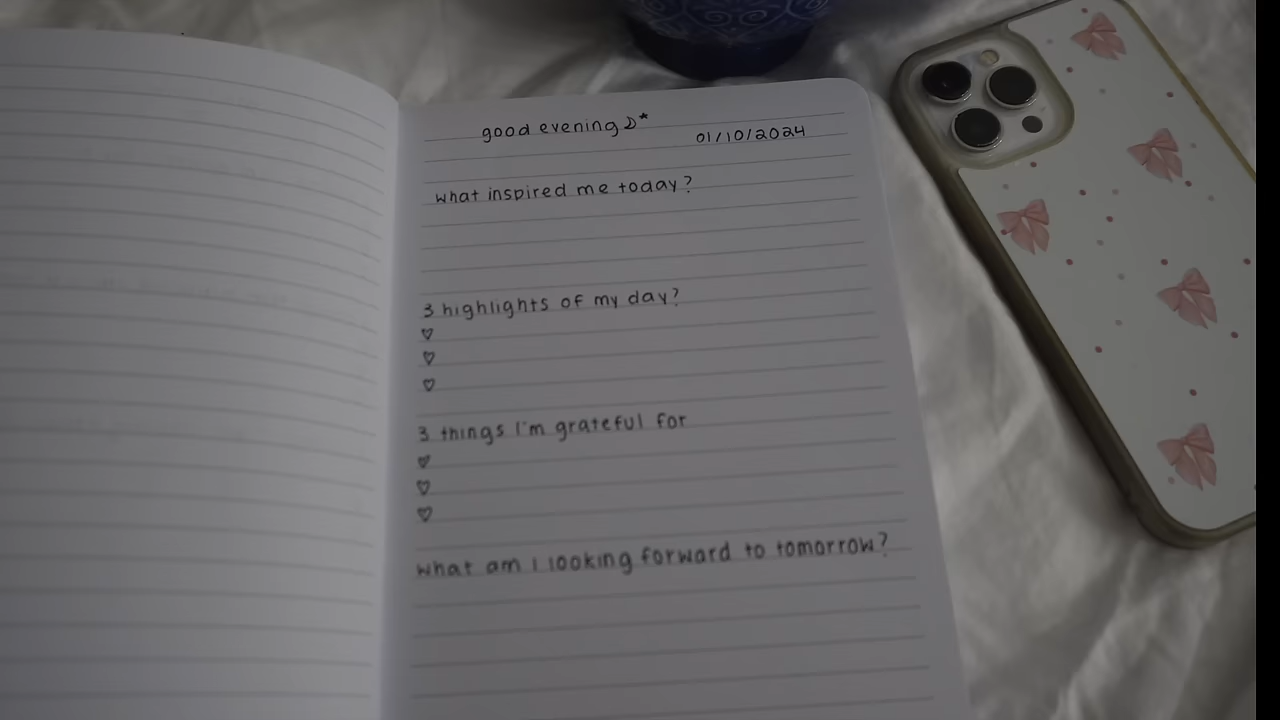 good evening ☽*
01/10/2024
what inspired me today?
3 highlights of my day?
♡
♡
♡
3 things I'm grateful for
♡
♡
♡
what am I looking forward to tomorrow?